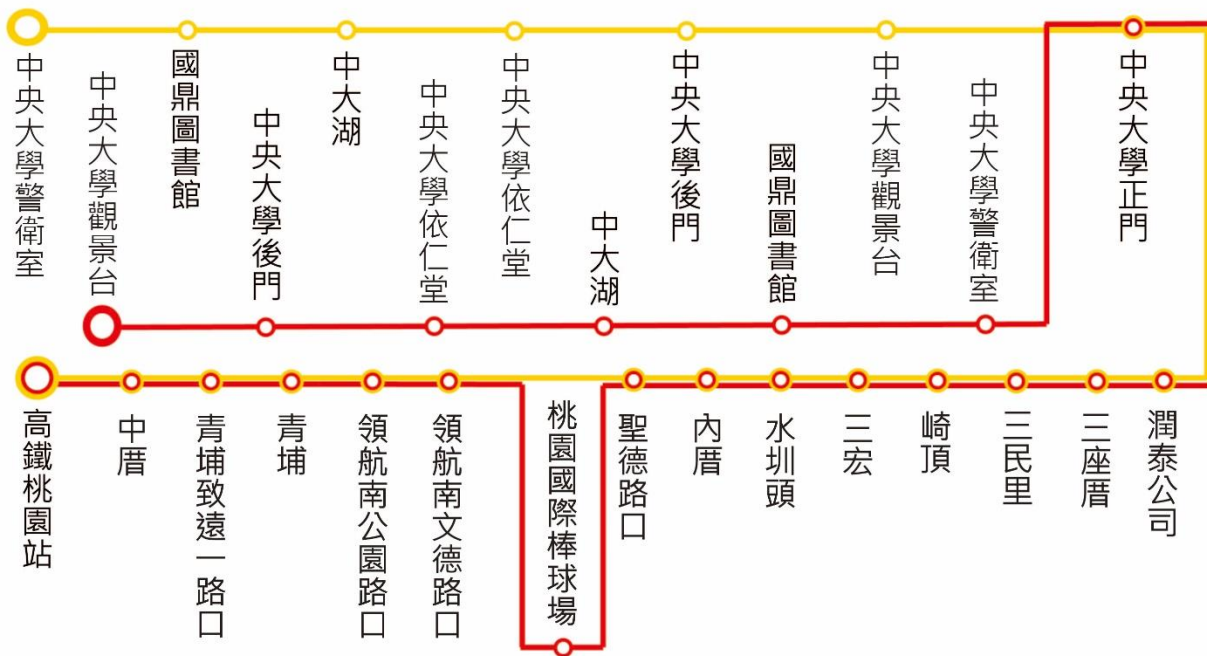 中央大學警衛室
中央大學觀景台
國鼎圖書館
中央大學後門
中大湖
中央大學依仁堂
中央大學依仁堂
中大湖
中央大學後門
國鼎圖書館
中央大學觀景台
中央大學警衛室
中央大學正門
高鐵桃園站
中厝
青埔致遠一路口
青埔
領航南公園路口
領航南文德路口
桃園國際棒球場
聖德路口
內厝
水圳頭
三宏
崎頂
三民里
三座厝
潤泰公司